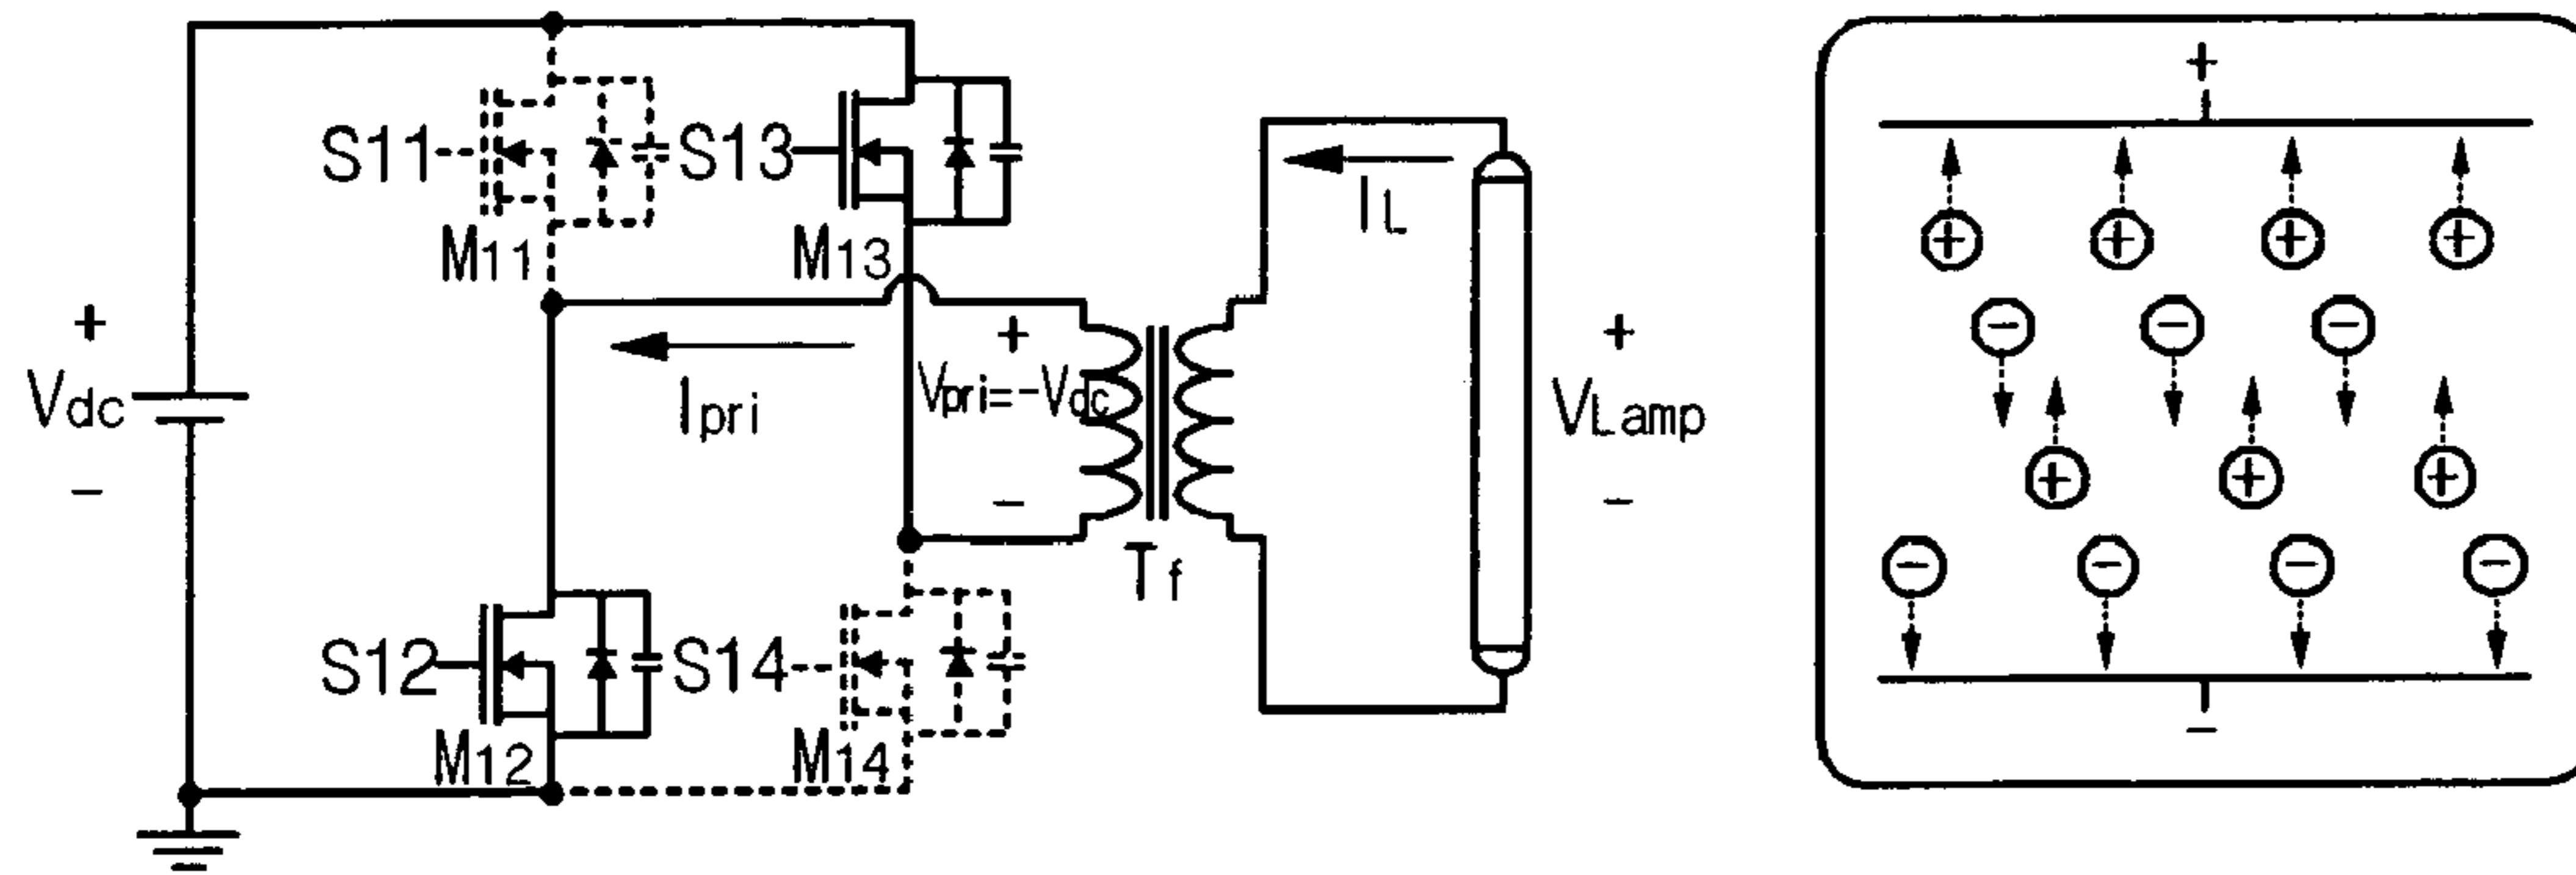 S11
S13
M11
M13
+
Vdc
−
Ipri
+
Vpri=-Vdc
−
Tf
IL
+
VLamp
−
S12
S14
M12
M14
+
+ + + +
− − −
+ + +
− − − −
−